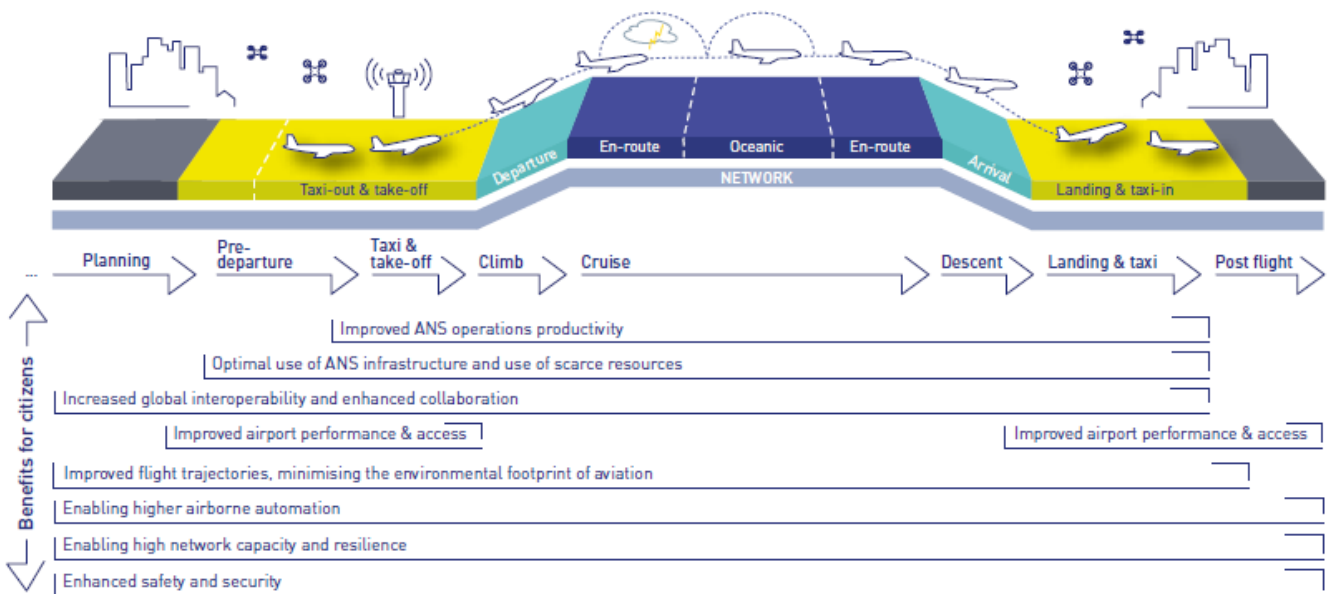 En-route
Oceanic
En-route
Departure
Arrival
NETWORK
Taxi-out & take-off
Landing & taxi-in
...
Planning
Pre-
departure
Taxi &
take-off
Climb
Cruise
Descent
Landing & taxi
Post flight
Benefits for citizens
Improved ANS operations productivity
Optimal use of ANS infrastructure and use of scarce resources
Increased global interoperability and enhanced collaboration
Improved airport performance & access
Improved airport performance & access
Improved flight trajectories, minimising the environmental footprint of aviation
Enabling higher airborne automation
Enabling high network capacity and resilience
Enhanced safety and security